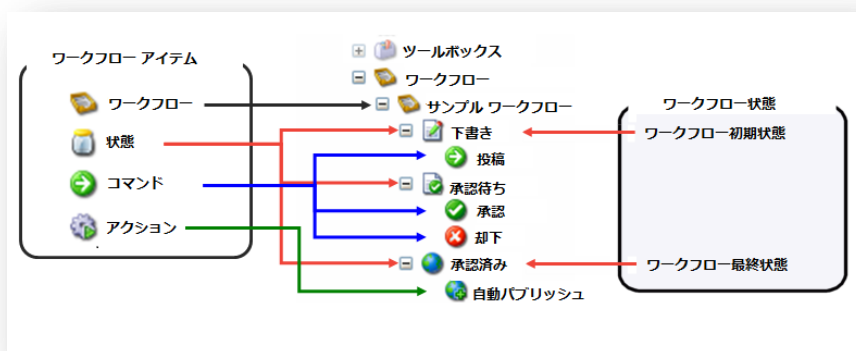 ワークフロー アイテム
ワークフロー
状態
コマンド
アクション
ツールボックス
ワークフロー
サンプル ワークフロー
下書き
投稿
承認待ち
承認
却下
承認済み
自動パブリッシュ
ワークフロー状態
ワークフロー初期状態
ワークフロー最終状態